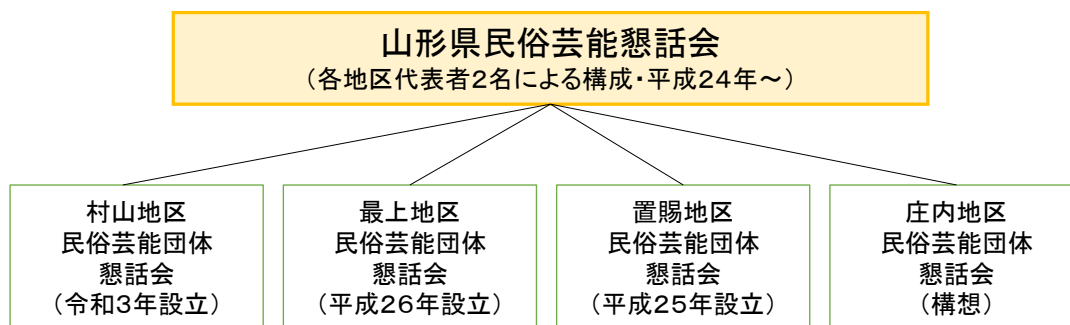 山形県民俗芸能懇話会
（各地区代表者2名による構成・平成24年～）
村山地区
民俗芸能団体
懇話会
（令和3年設立）
最上地区
民俗芸能団体
懇話会
（平成26年設立）
置賜地区
民俗芸能団体
懇話会
（平成25年設立）
庄内地区
民俗芸能団体
懇話会
（構想）